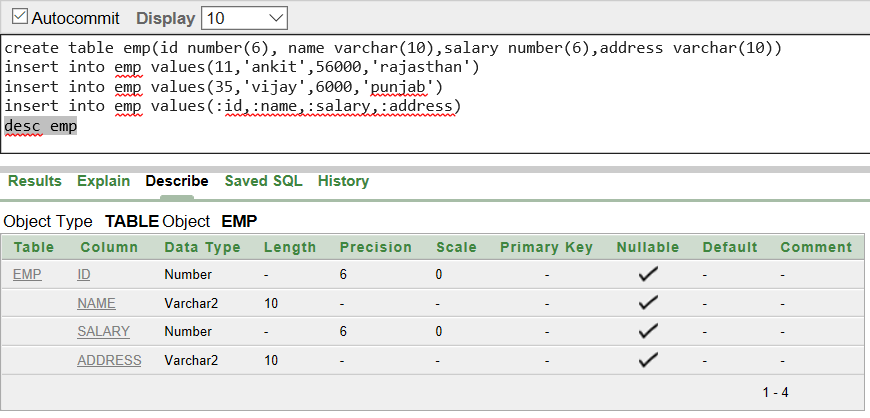 Autocommit Display 10
create table emp(id number(6), name varchar(10),salary number(6),address varchar(10))
insert into emp values(11,'ankit',56000,'rajasthan')
insert into emp values(35,'vijay',6000,'punjab')
insert into emp values(:id,:name,:salary,:address)
desc emp
Results Explain Describe Saved SQL History
Object Type TABLE Object EMP
Table Column Data Type Length Precision Scale Primary Key Nullable Default Comment
EMP ID Number - 6 0 - - -
NAME Varchar2 10 - - - - -
SALARY Number - 6 0 - - -
ADDRESS Varchar2 10 - - - - -
1 - 4